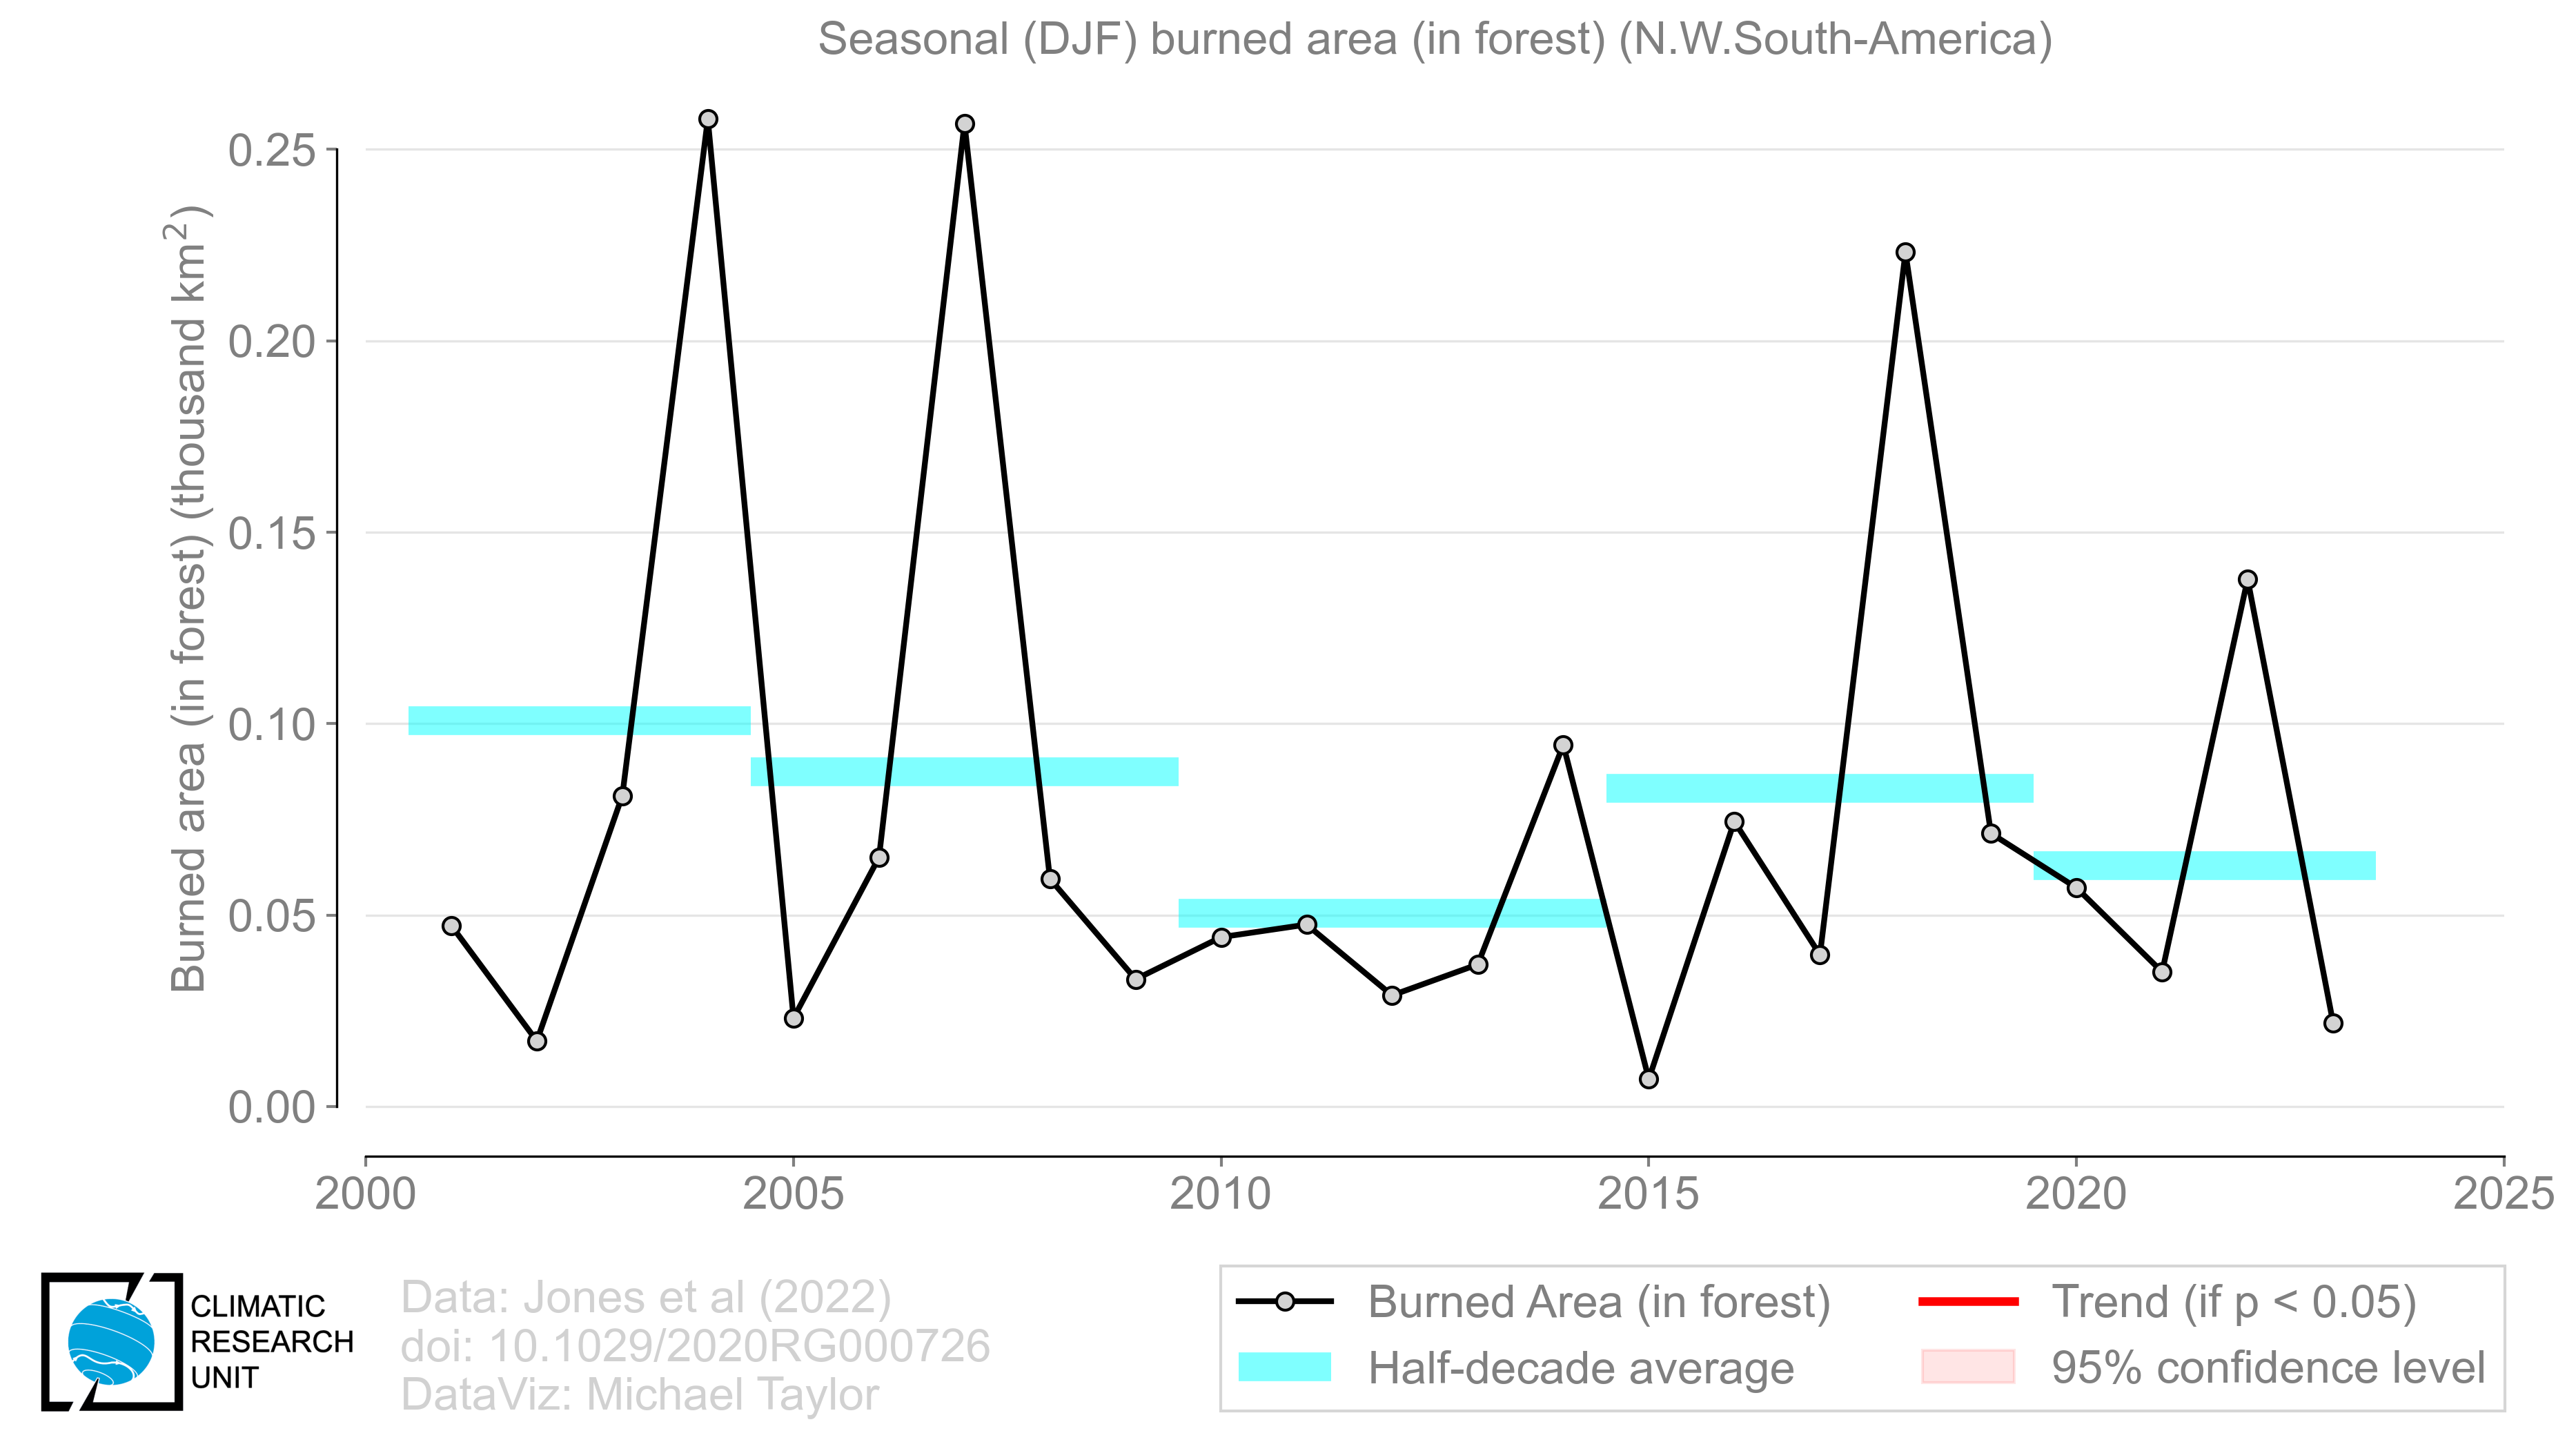 Seasonal (DJF) burned area (in forest) (N.W.South-America)
Burned area (in forest) (thousand km²)
0.25
0.20
0.15
0.10
0.05
0.00
2000 2005 2010 2015 2020 2025
CLIMATIC
RESEARCH
UNIT
Data: Jones et al (2022)
doi: 10.1029/2020RG000726
DataViz: Michael Taylor
Burned Area (in forest)
Half-decade average
Trend (if p < 0.05)
95% confidence level